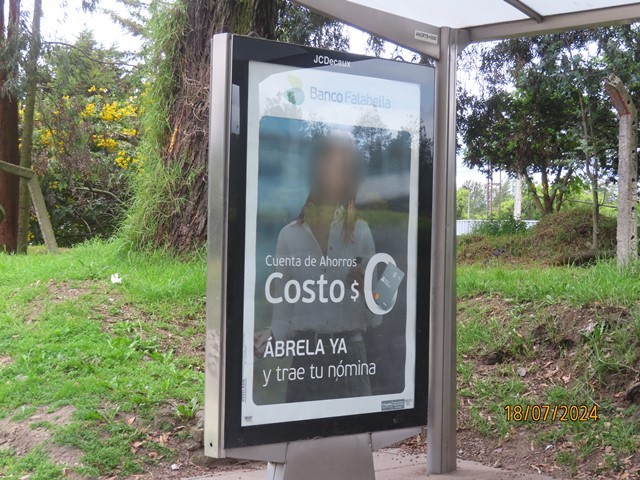 JCDecaux
Banco Falabella
Cuenta de Ahorros
Costo $0
ÁBRELA YA
y trae tu nómina
18/07/2024